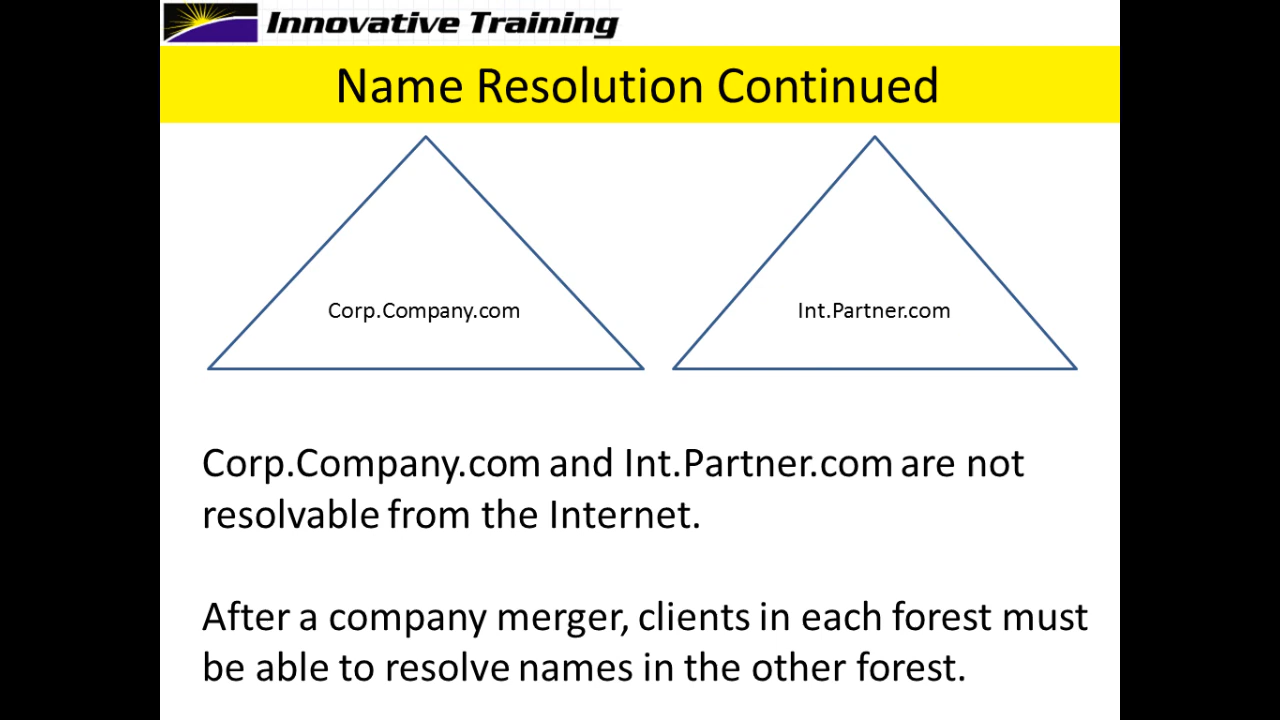 Innovative Training
Name Resolution Continued
Corp.Company.com
Int.Partner.com
Corp.Company.com and Int.Partner.com are not
resolvable from the Internet.
After a company merger, clients in each forest must
be able to resolve names in the other forest.